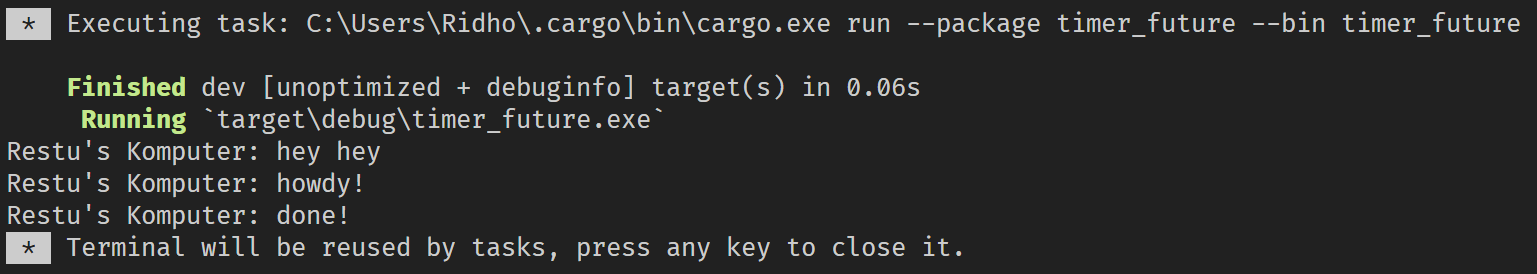 * Executing task: C:\Users\Ridho\.cargo\bin\cargo.exe run --package timer_future --bin timer_future
Finished dev [unoptimized + debuginfo] target(s) in 0.06s
Running `target\debug\timer_future.exe`
Restu's Komputer: hey hey
Restu's Komputer: howdy!
Restu's Komputer: done!
* Terminal will be reused by tasks, press any key to close it.